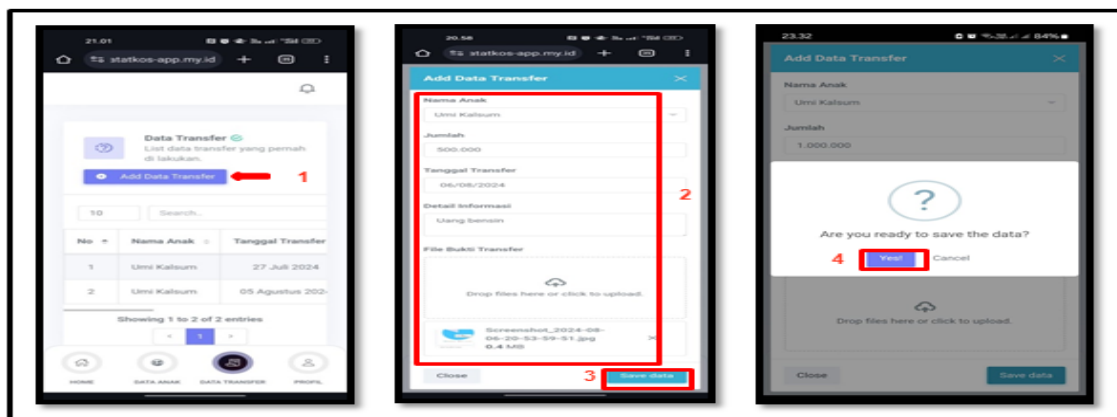 21.01
statkos-app.my.id
Data Transfer
List data transfer yang pernah
di lakukan.
Add Data Transfer
1
10
Search..
No
Nama Anak
Tanggal Transfer
1
Umi Kalsum
27 Juli 2024
2
Umi Kalsum
05 Agustus 202
Showing 1 to 2 of 2 entries
1
HOME
DATA ANAK
DATA TRANSFER
PROFIL
20.58
statkos-app.my.id
Add Data Transfer
Nama Anak
Umi Kalsum
Jumlah
500.000
Tanggal Transfer
06/08/2024
2
Detail Informasi
Uang bensin
File Bukti Transfer
Drop files here or click to upload.
Screenshot_2024-08-
06-20-53-59-51.jpg
0.4 MB
Close
3
Save data
23.32
84%
Add Data Transfer
Nama Anak
Umi Kalsum
Jumlah
1.000.000
?
Are you ready to save the data?
4
Yes!
Cancel
Drop files here or click to upload.
Close
Save data